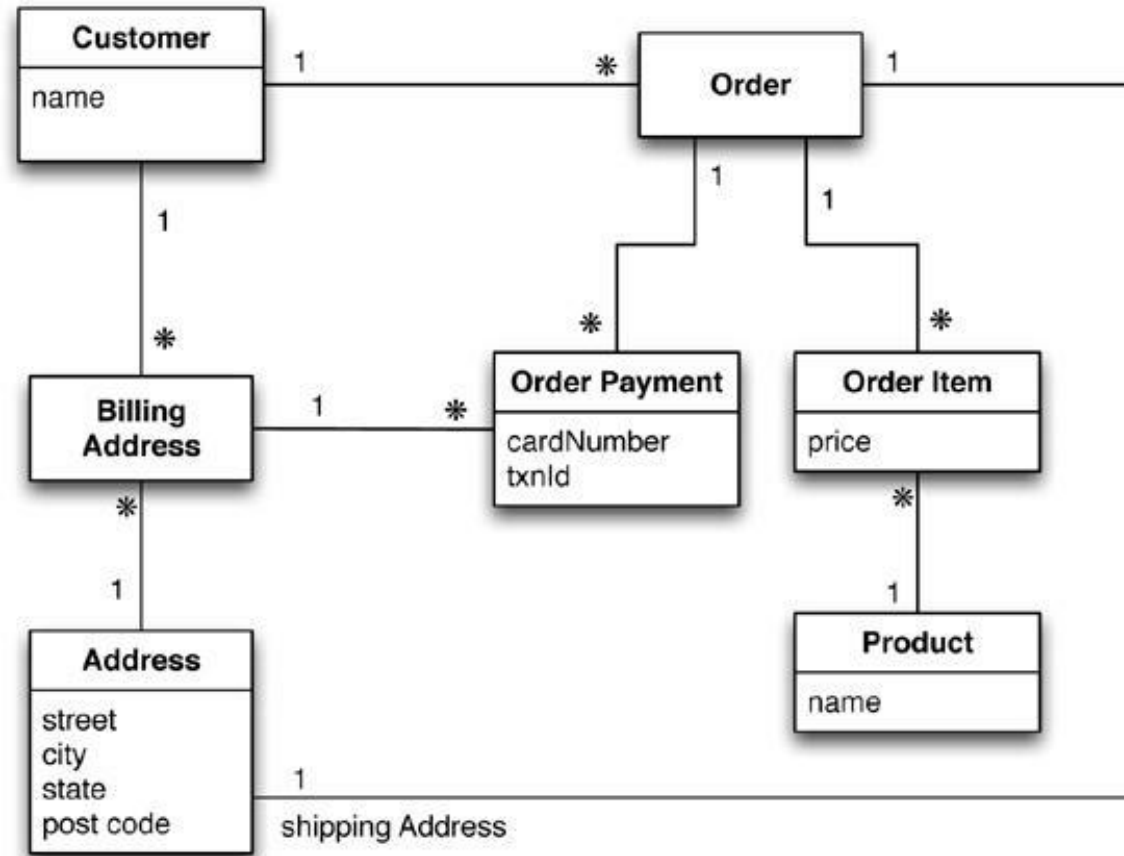 Customer
name
1
*
Order
1
1
1
1
*
*
*
Billing
Address
1
*
Order Payment
cardNumber
txnId
Order Item
price
*
*
1
1
Address
street
city
state
post code
Product
name
1
shipping Address